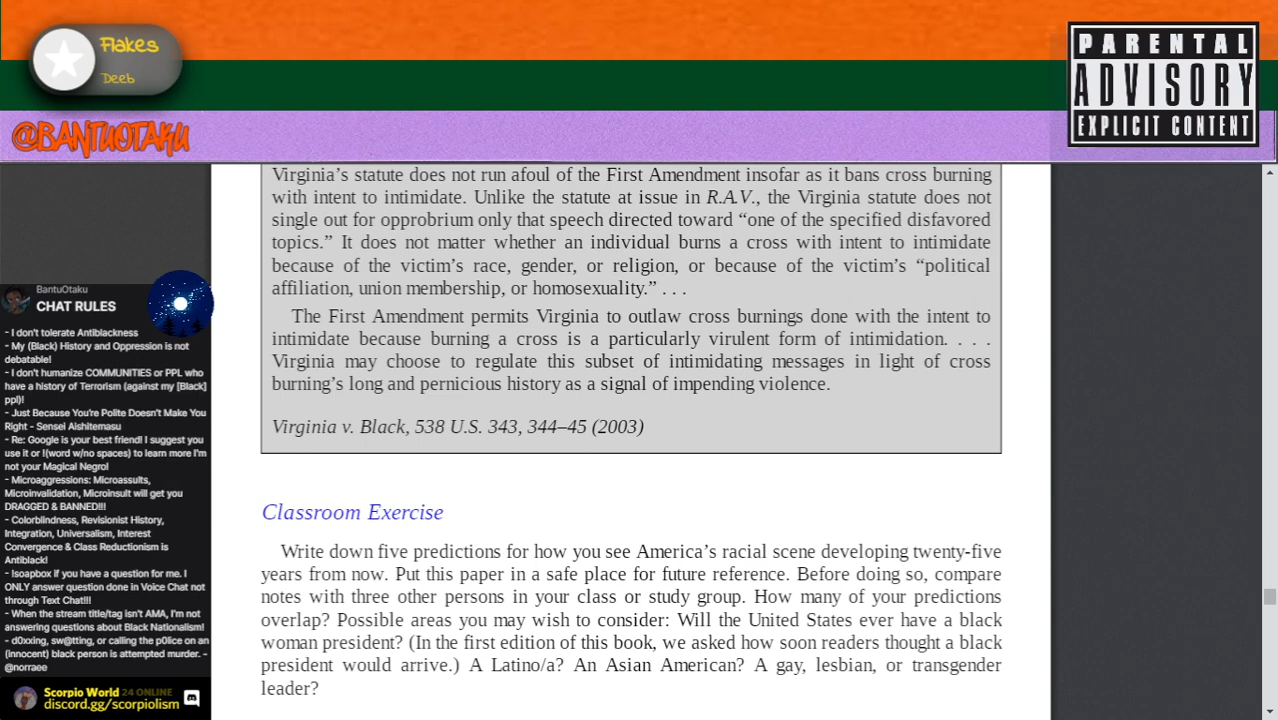 Flakes
Deeb
PARENTAL
ADVISORY
EXPLICIT CONTENT
@BANTUOTAKU
BantuOtaku
CHAT RULES
- I don't tolerate Antiblackness
- My (Black) History and Oppression is not
debatable!
- I don't humanize COMMUNITIES or PPL who
have a history of Terrorism (against my [Black]
ppl)!
- Just Because You're Polite Doesn't Make You
Right - Sensei Aishitemasu
- Re: Google is your best friend! I suggest you
use it or !(word w/no spaces) to learn more I'm
not your Magical Negro!
- Microaggressions: Microassults,
Microinvalidation, Microinsult will get you
DRAGGED & BANNED!!!
- Colorblindness, Revisionist History,
Integration, Universalism, Interest
Convergence & Class Reductionism is
Antiblack!
- !soapbox if you have a question for me. I
ONLY answer question done in Voice Chat not
through Text Chat!!!
- When the stream title/tag isn't AMA, I'm not
answering questions about Black Nationalism!
- d0xxing, sw@tting, or calling the p0lice on an
(innocent) black person is attempted murder. -
@norraee
Scorpio World 24 ONLINE
discord.gg/scorpiolism
Virginia's statute does not run afoul of the First Amendment insofar as it bans cross burning
with intent to intimidate. Unlike the statute at issue in R.A.V., the Virginia statute does not
single out for opprobrium only that speech directed toward “one of the specified disfavored
topics.” It does not matter whether an individual burns a cross with intent to intimidate
because of the victim's race, gender, or religion, or because of the victim's “political
affiliation, union membership, or homosexuality.” . . .
The First Amendment permits Virginia to outlaw cross burnings done with the intent to
intimidate because burning a cross is a particularly virulent form of intimidation. . . .
Virginia may choose to regulate this subset of intimidating messages in light of cross
burning's long and pernicious history as a signal of impending violence.
Virginia v. Black, 538 U.S. 343, 344–45 (2003)
Classroom Exercise
Write down five predictions for how you see America's racial scene developing twenty-five
years from now. Put this paper in a safe place for future reference. Before doing so, compare
notes with three other persons in your class or study group. How many of your predictions
overlap? Possible areas you may wish to consider: Will the United States ever have a black
woman president? (In the first edition of this book, we asked how soon readers thought a black
president would arrive.) A Latino/a? An Asian American? A gay, lesbian, or transgender
leader?